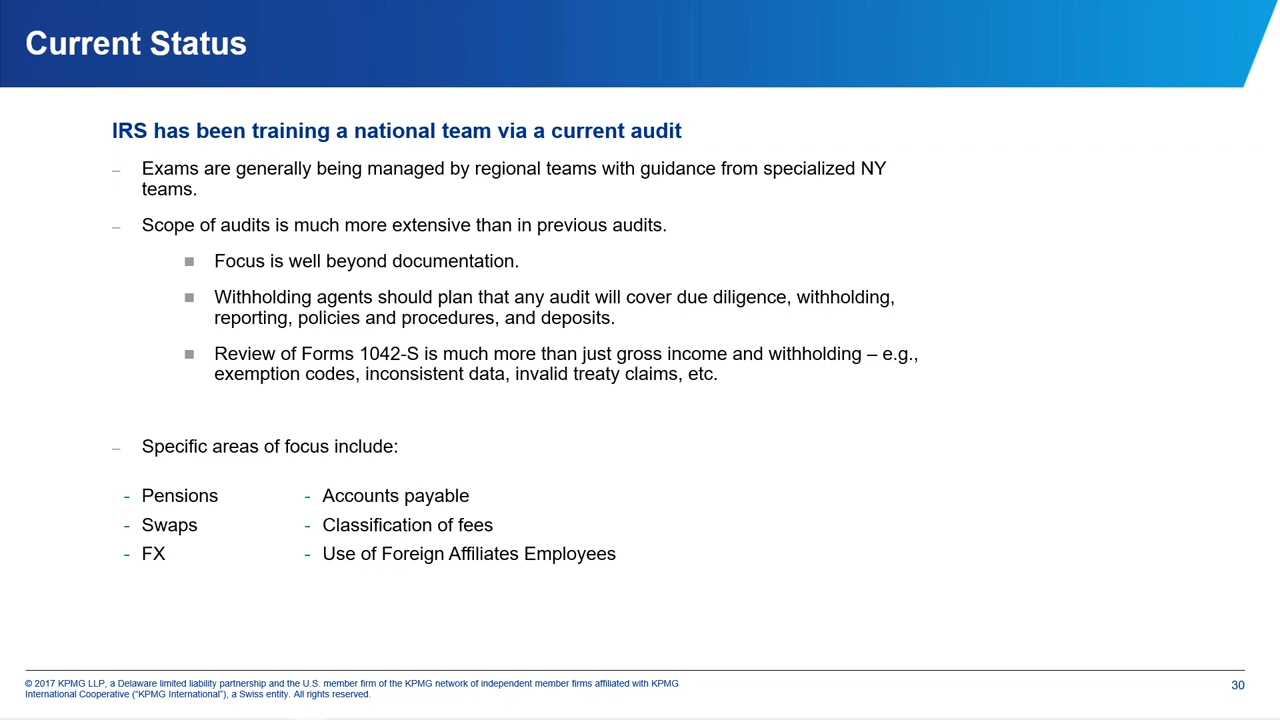 Current Status
IRS has been training a national team via a current audit
– Exams are generally being managed by regional teams with guidance from specialized NY
teams.
– Scope of audits is much more extensive than in previous audits.
■ Focus is well beyond documentation.
■ Withholding agents should plan that any audit will cover due diligence, withholding,
reporting, policies and procedures, and deposits.
■ Review of Forms 1042-S is much more than just gross income and withholding – e.g.,
exemption codes, inconsistent data, invalid treaty claims, etc.
– Specific areas of focus include:
- Pensions
- Swaps
- FX
- Accounts payable
- Classification of fees
- Use of Foreign Affiliates Employees
© 2017 KPMG LLP, a Delaware limited liability partnership and the U.S. member firm of the KPMG network of independent member firms affiliated with KPMG
International Cooperative (“KPMG International”), a Swiss entity. All rights reserved.
30